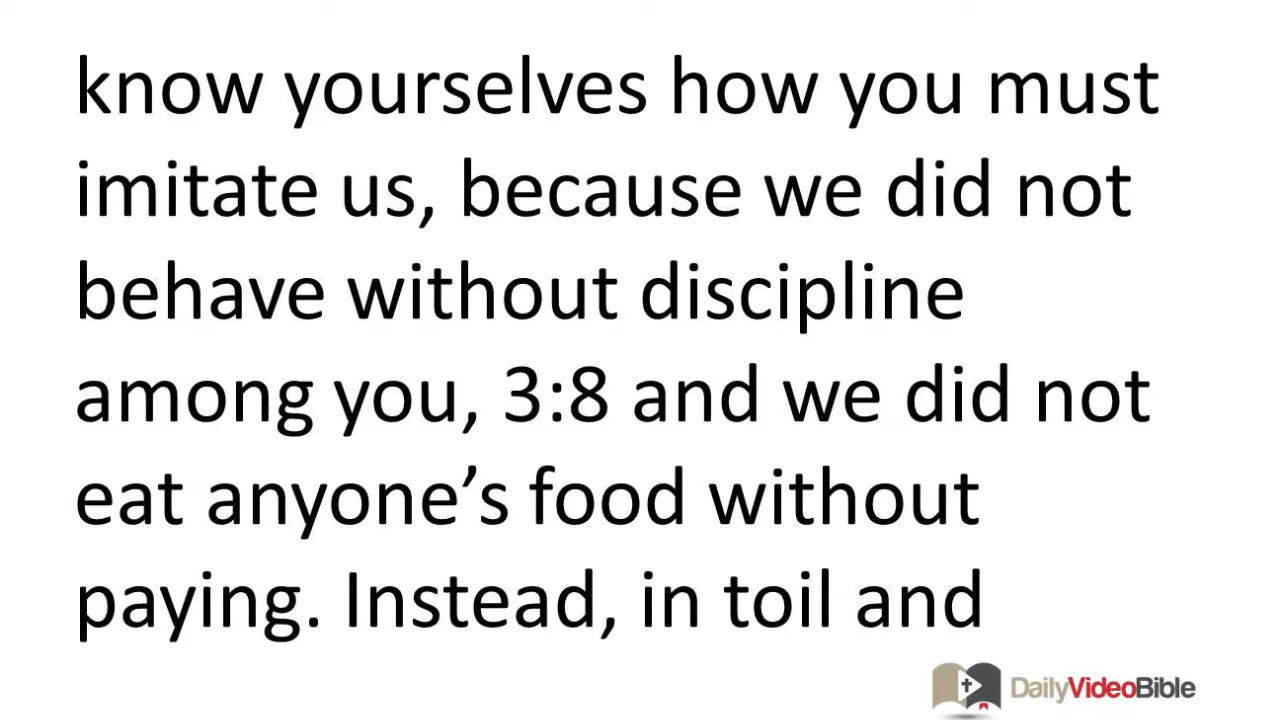 know yourselves how you must
imitate us, because we did not
behave without discipline
among you, 3:8 and we did not
eat anyone’s food without
paying. Instead, in toil and
DailyVideoBible